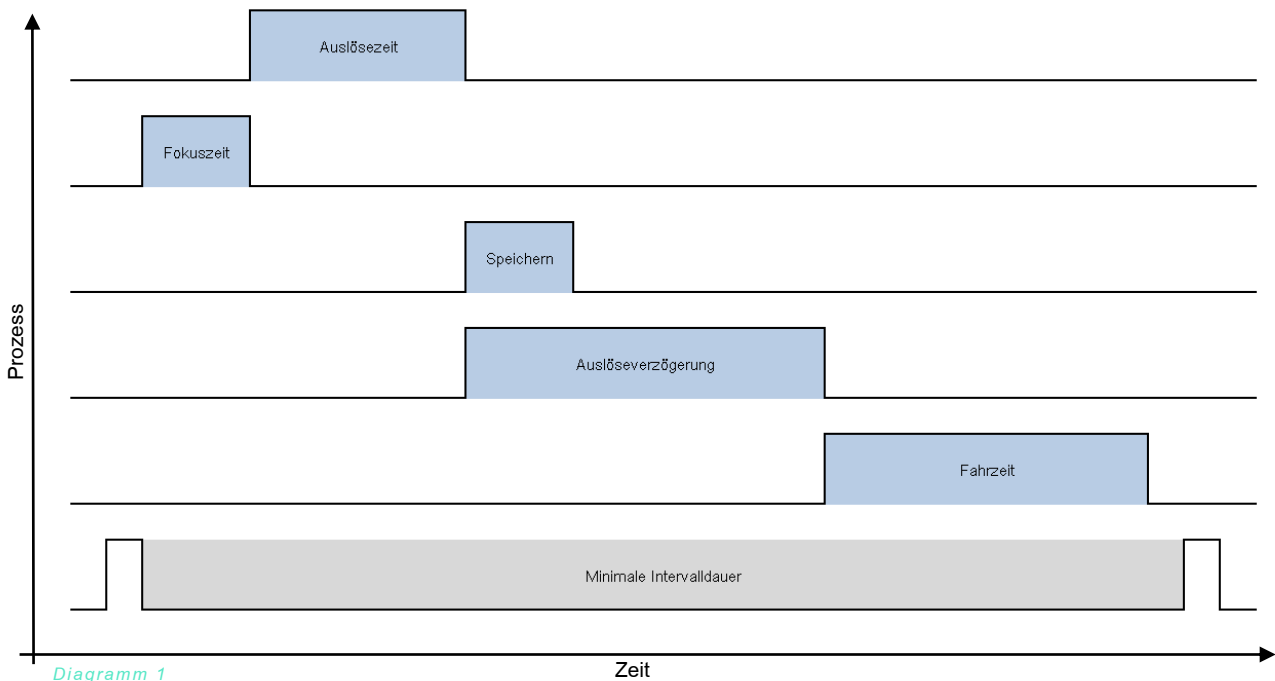 Auslösezeit
Fokuszeit
Speichern
Auslöseverzögerung
Fahrzeit
Minimale Intervalldauer
Prozess
Zeit
Diagramm 1